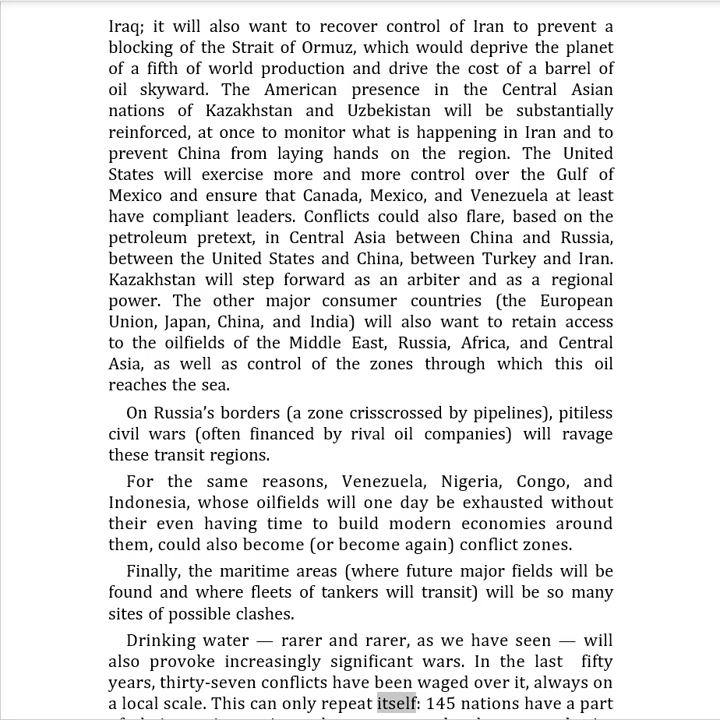 Iraq; it will also want to recover control of Iran to prevent a
blocking of the Strait of Ormuz, which would deprive the planet
of a fifth of world production and drive the cost of a barrel of
oil skyward. The American presence in the Central Asian
nations of Kazakhstan and Uzbekistan will be substantially
reinforced, at once to monitor what is happening in Iran and to
prevent China from laying hands on the region. The United
States will exercise more and more control over the Gulf of
Mexico and ensure that Canada, Mexico, and Venezuela at least
have compliant leaders. Conflicts could also flare, based on the
petroleum pretext, in Central Asia between China and Russia,
between the United States and China, between Turkey and Iran.
Kazakhstan will step forward as an arbiter and as a regional
power. The other major consumer countries (the European
Union, Japan, China, and India) will also want to retain access
to the oilfields of the Middle East, Russia, Africa, and Central
Asia, as well as control of the zones through which this oil
reaches the sea.
On Russia's borders (a zone crisscrossed by pipelines), pitiless
civil wars (often financed by rival oil companies) will ravage
these transit regions.
For the same reasons, Venezuela, Nigeria, Congo, and
Indonesia, whose oilfields will one day be exhausted without
their even having time to build modern economies around
them, could also become (or become again) conflict zones.
Finally, the maritime areas (where future major fields will be
found and where fleets of tankers will transit) will be so many
sites of possible clashes.
Drinking water — rarer and rarer, as we have seen — will
also provoke increasingly significant wars. In the last fifty
years, thirty-seven conflicts have been waged over it, always on
a local scale. This can only repeat itself: 145 nations have a part